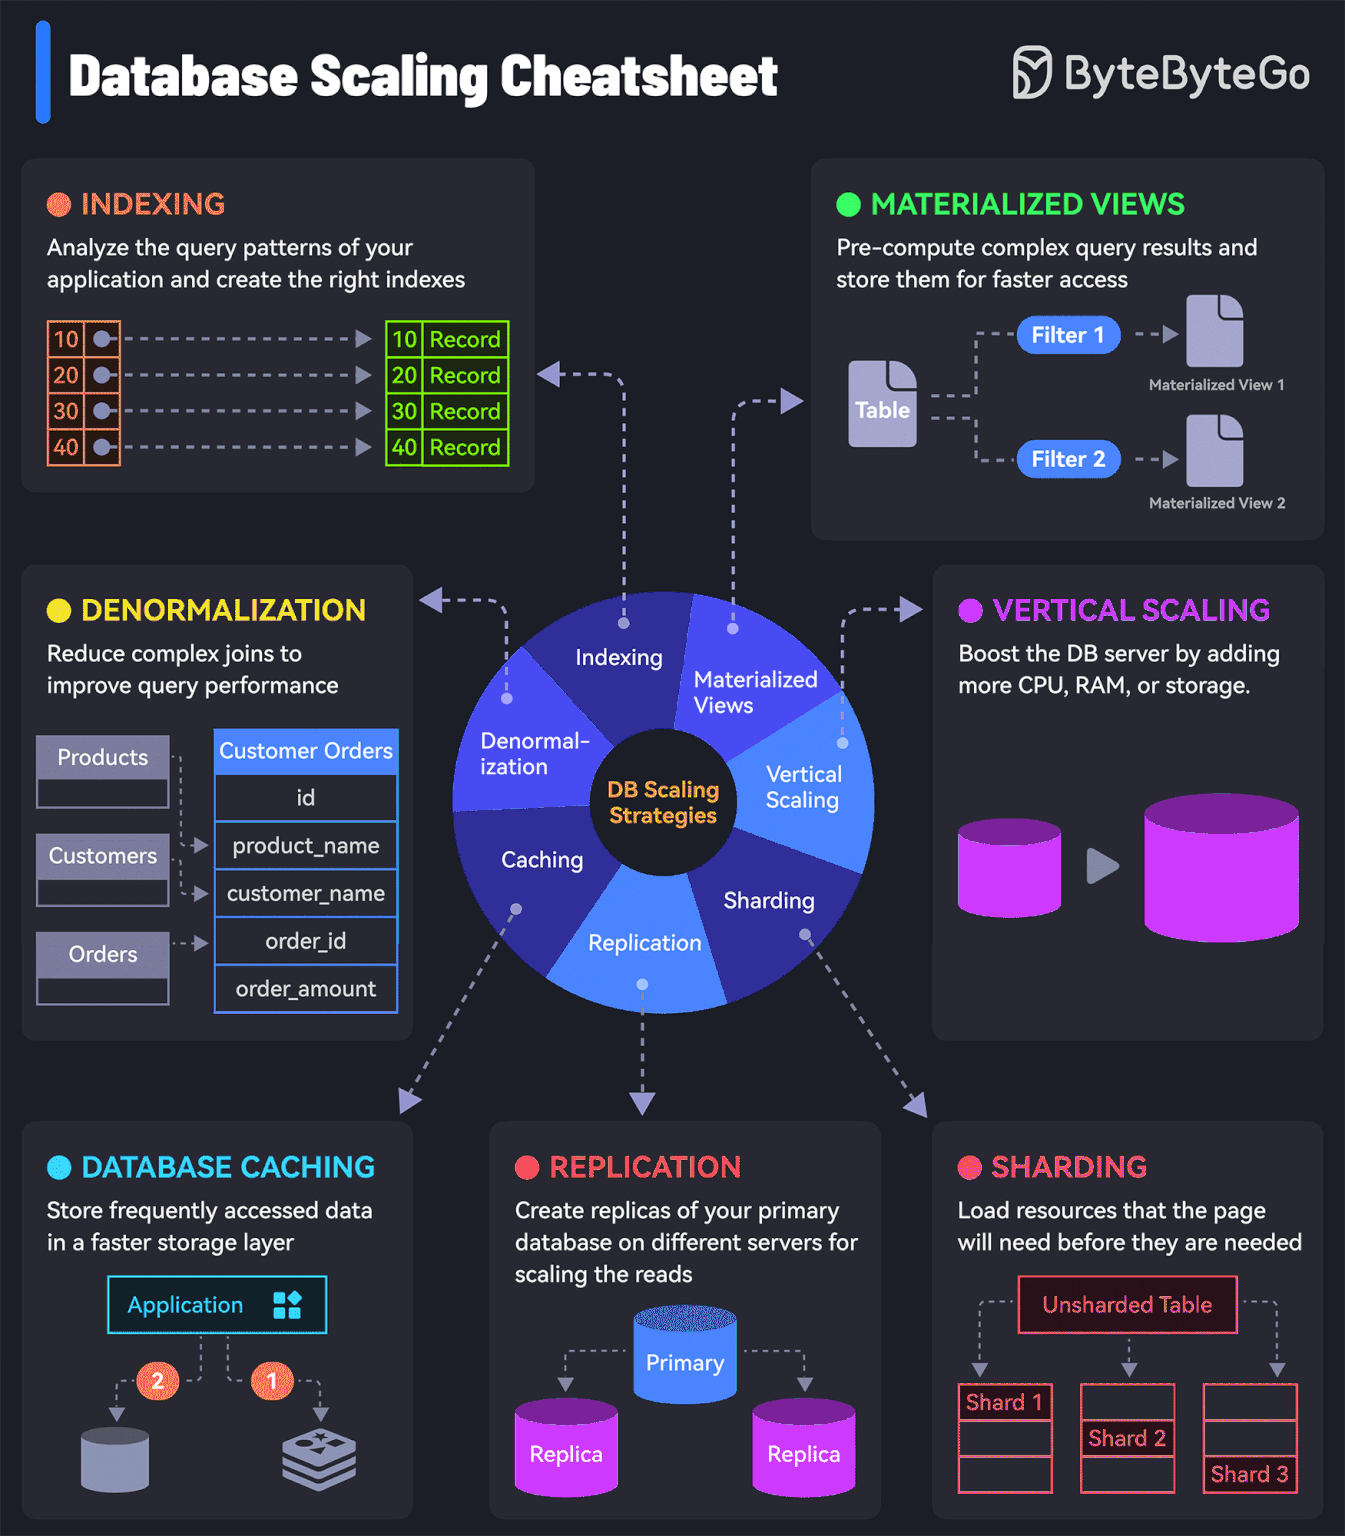 Database Scaling Cheatsheet
ByteByteGo
INDEXING
Analyze the query patterns of your
application and create the right indexes
10
20
30
40
10 Record
20 Record
30 Record
40 Record
MATERIALIZED VIEWS
Pre-compute complex query results and
store them for faster access
Table
Filter 1
Materialized View 1
Filter 2
Materialized View 2
DENORMALIZATION
Reduce complex joins to
improve query performance
Products
Customers
Orders
Customer Orders
id
product_name
customer_name
order_id
order_amount
DB Scaling
Strategies
Indexing
Materialized
Views
Vertical
Scaling
Sharding
Replication
Caching
Denormal-
ization
VERTICAL SCALING
Boost the DB server by adding
more CPU, RAM, or storage.
DATABASE CACHING
Store frequently accessed data
in a faster storage layer
Application
2
1
REPLICATION
Create replicas of your primary
database on different servers for
scaling the reads
Primary
Replica
Replica
SHARDING
Load resources that the page
will need before they are needed
Unsharded Table
Shard 1
Shard 2
Shard 3